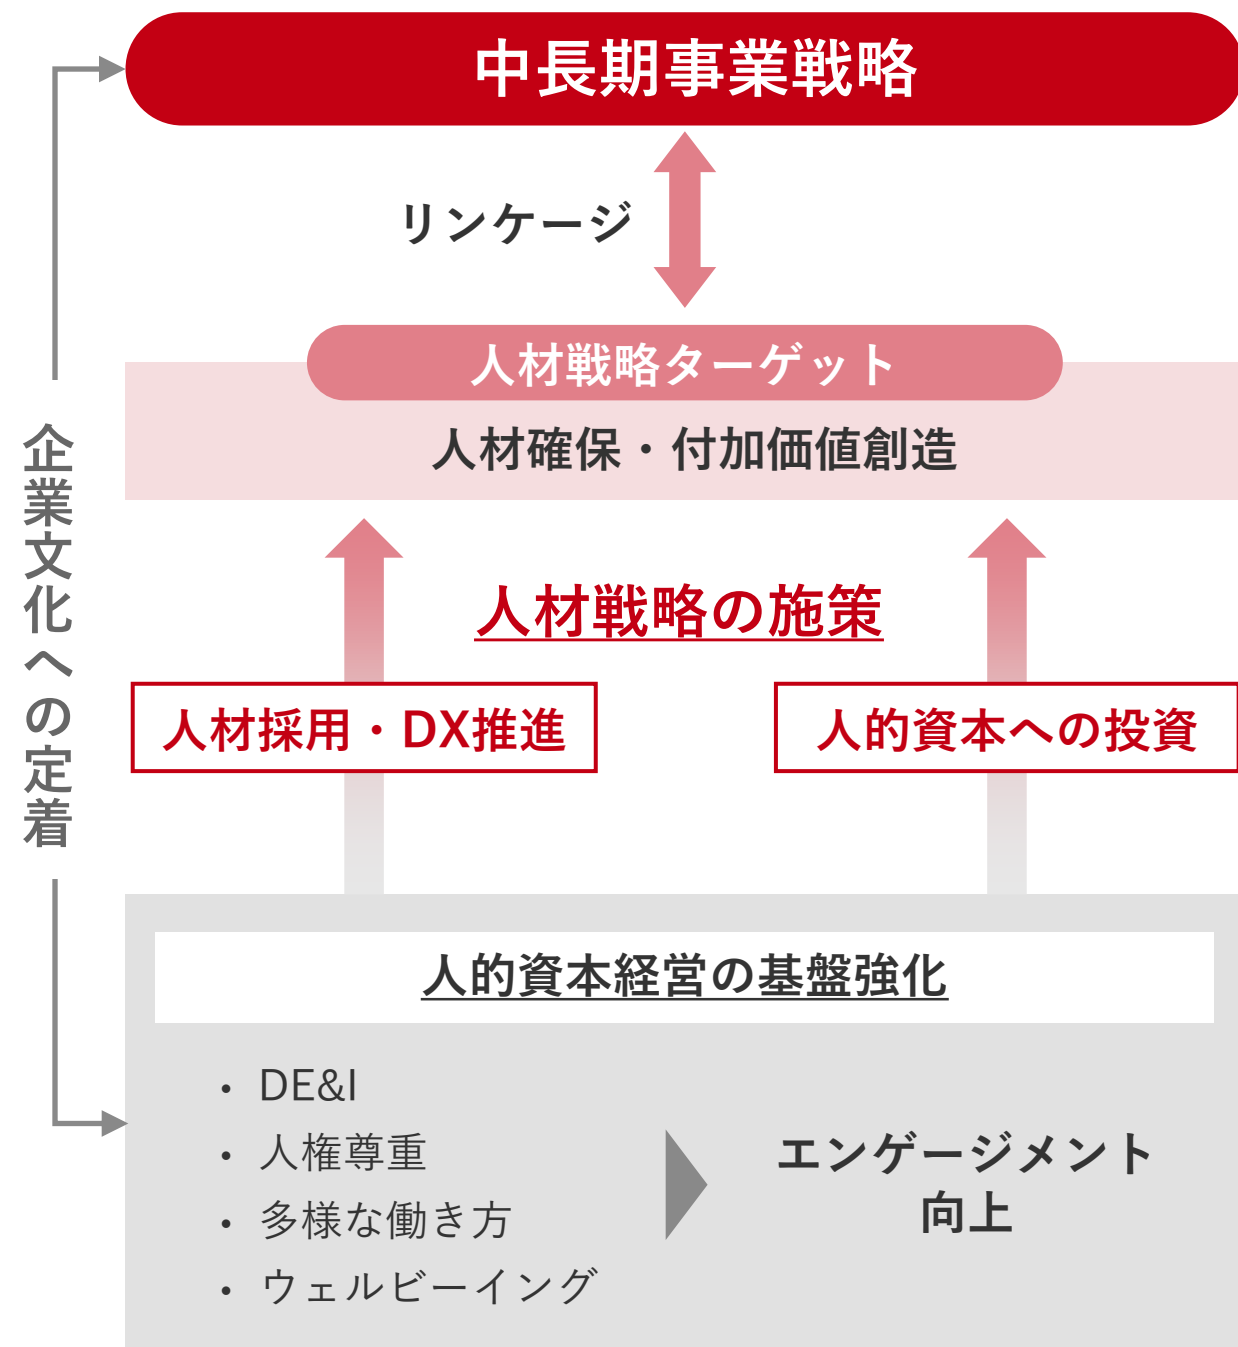 中長期事業戦略
リンケージ
人材戦略ターゲット
人材確保・付加価値創造
企業文化への定着
人材戦略の施策
人材採用・DX推進
人的資本への投資
人的資本経営の基盤強化
・DE&I
・人権尊重
・多様な働き方
・ウェルビーイング
エンゲージメント
向上